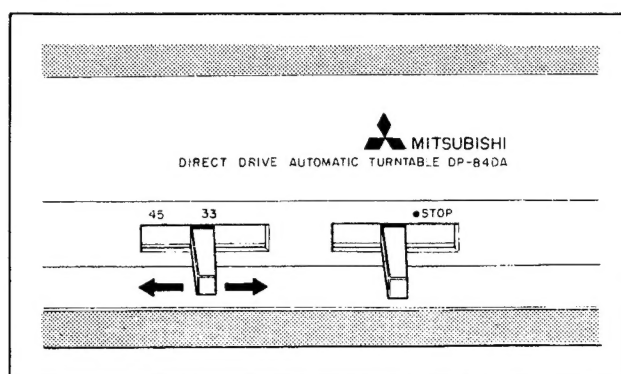 MITSUBISHI
DIRECT DRIVE AUTOMATIC TURNTABLE DP-84DA
45 33 ●STOP